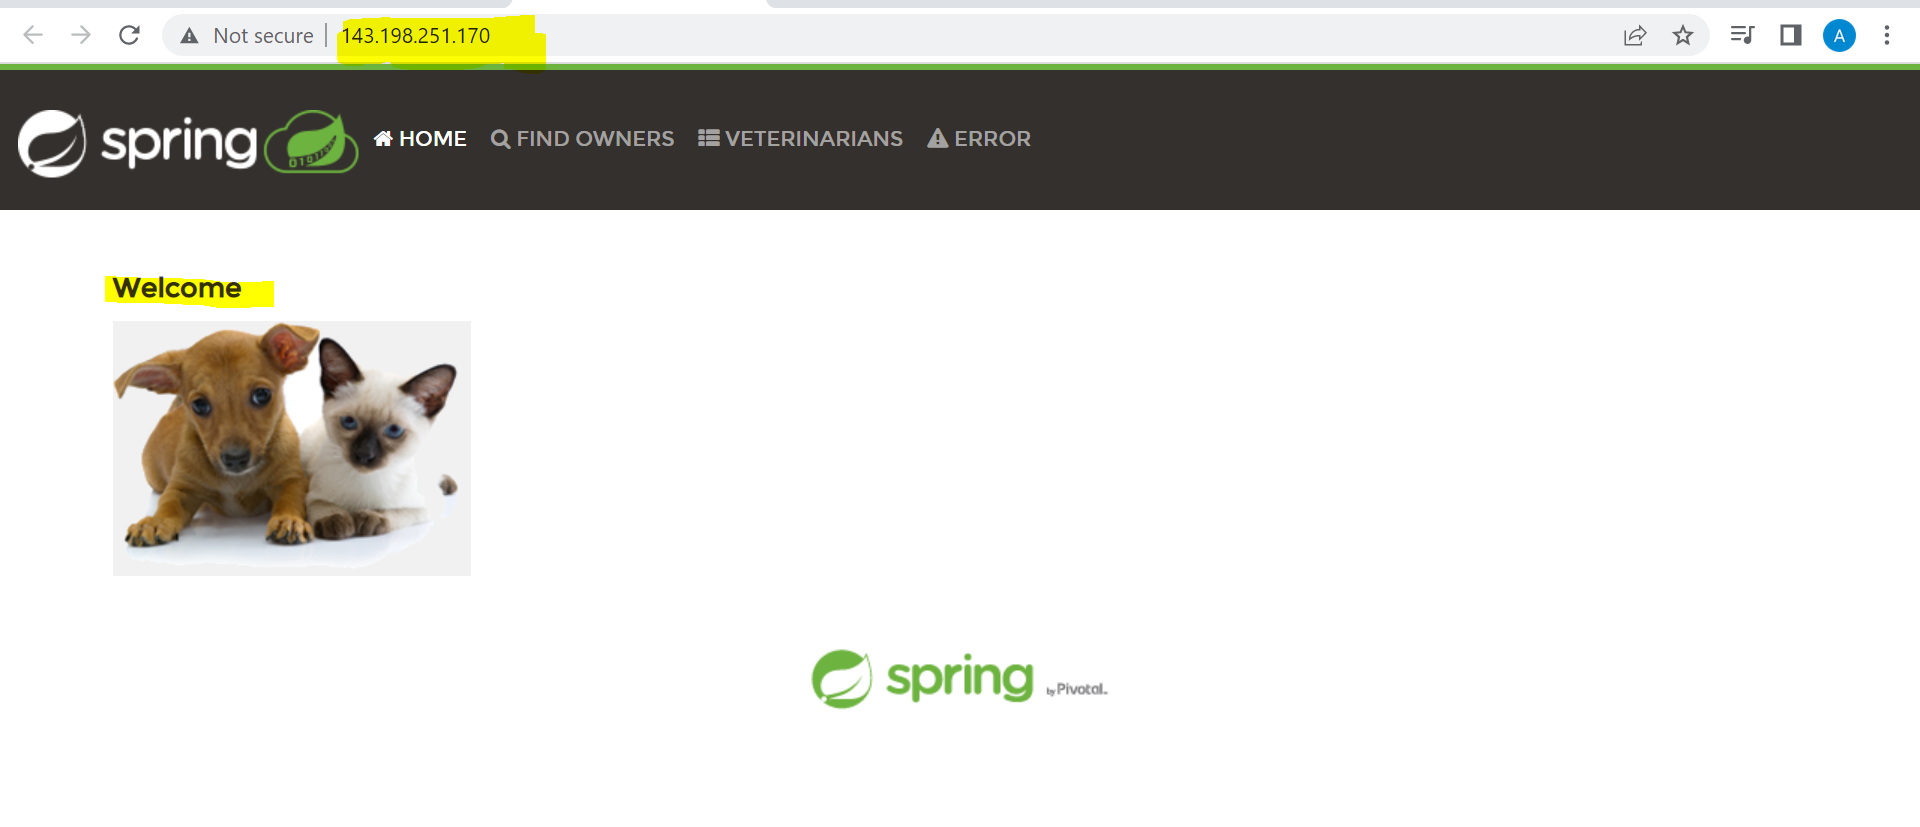 Not secure | 143.198.251.170 A
spring HOME FIND OWNERS VETERINARIANS ERROR
Welcome
spring by Pivotal.